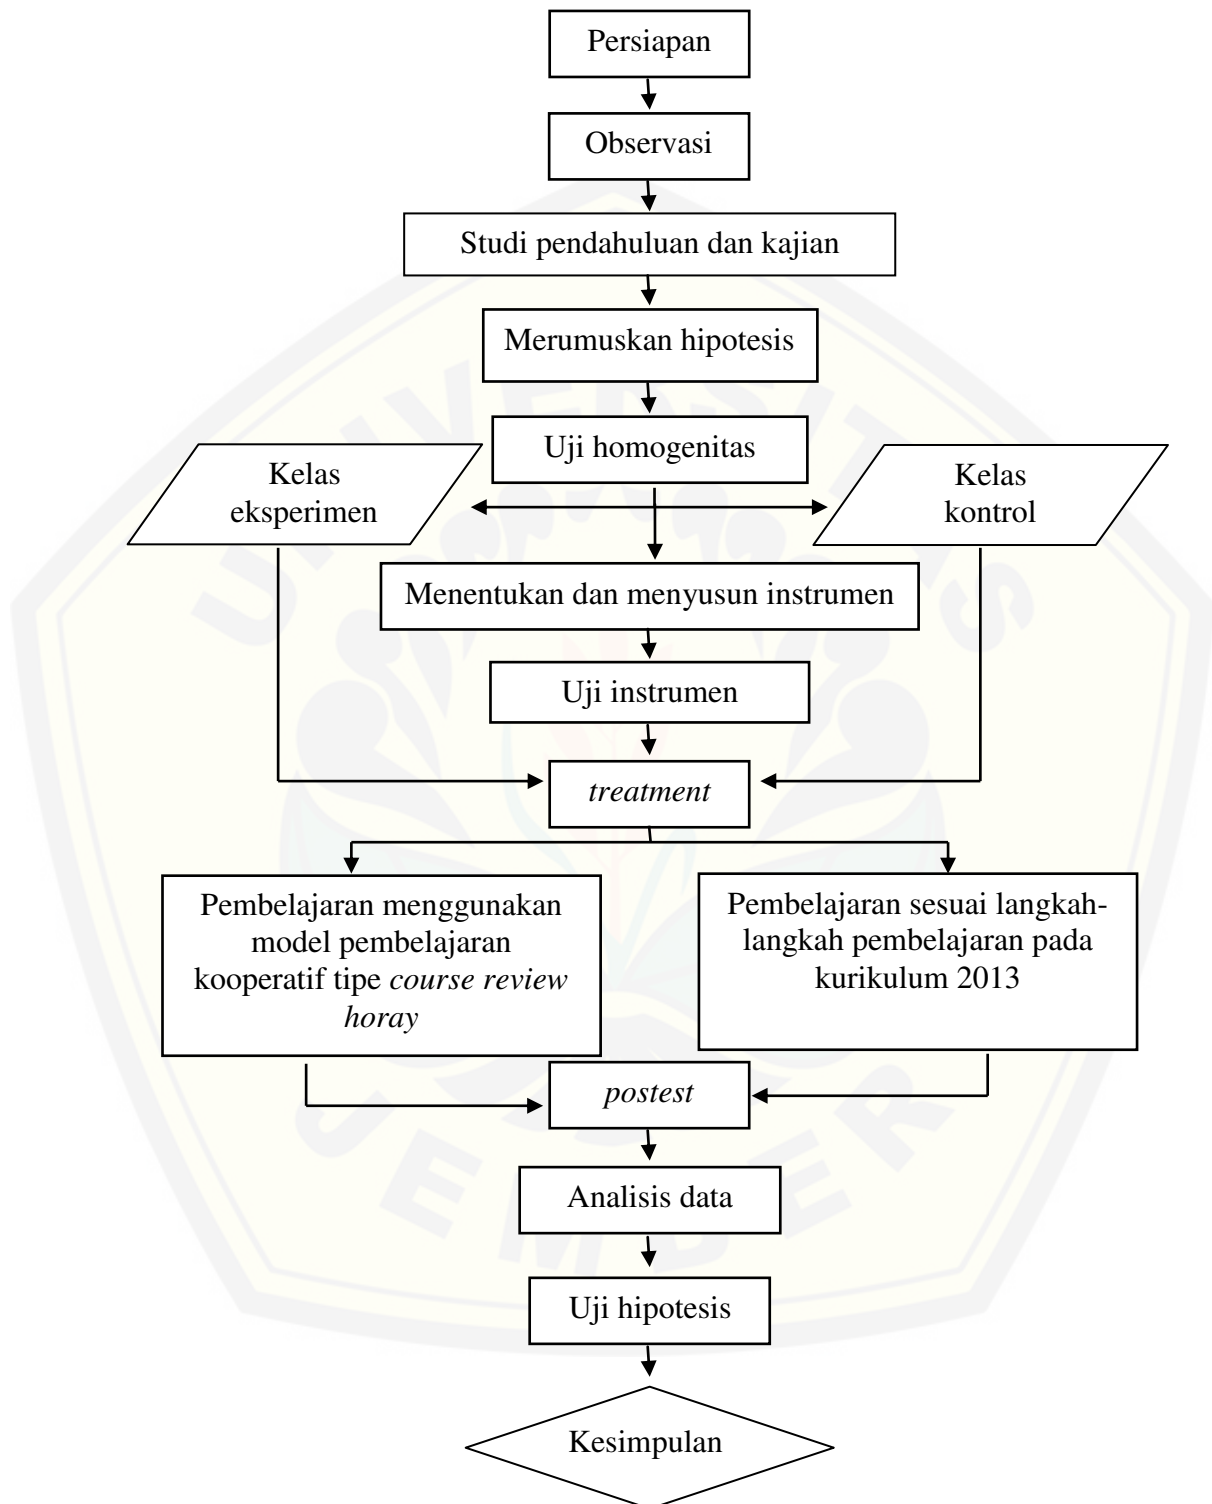 Persiapan
Observasi
Studi pendahuluan dan kajian
Merumuskan hipotesis
Uji homogenitas
Kelas
eksperimen
Kelas
kontrol
Menentukan dan menyusun instrumen
Uji instrumen
treatment
Pembelajaran menggunakan
model pembelajaran
kooperatif tipe course review
horay
Pembelajaran sesuai langkah-
langkah pembelajaran pada
kurikulum 2013
postest
Analisis data
Uji hipotesis
Kesimpulan
UNIVERSITAS
JEMBER